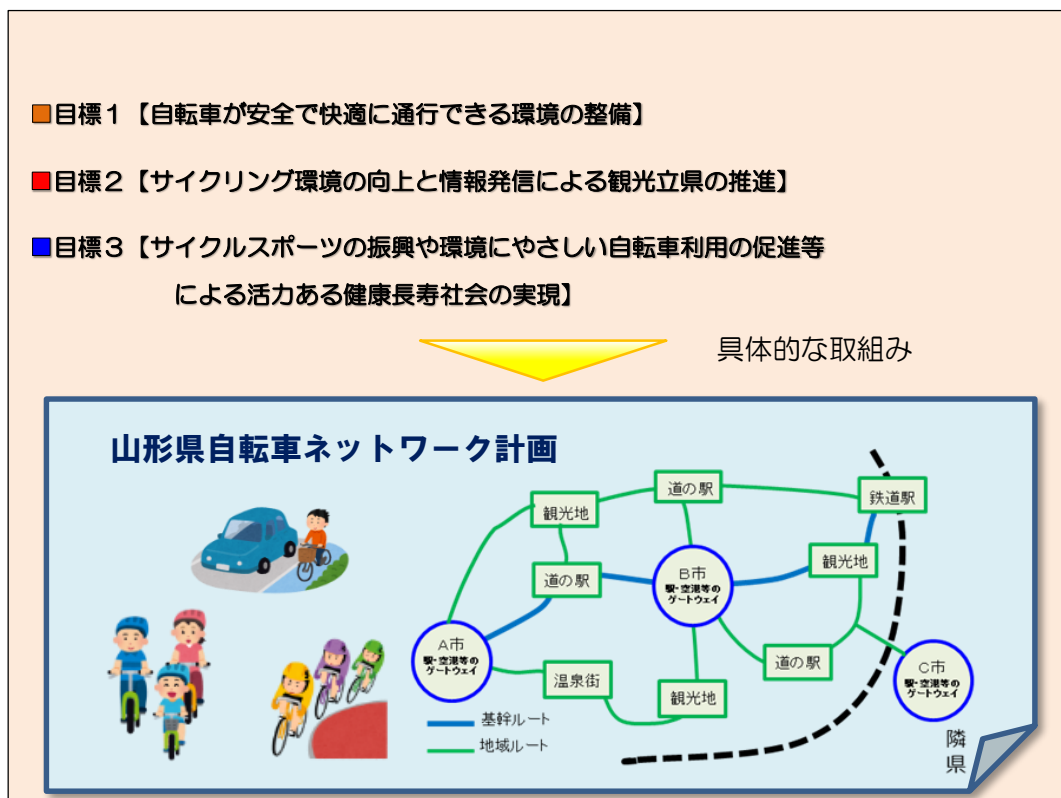 ■目標１【自転車が安全で快適に通行できる環境の整備】
■目標２【サイクリング環境の向上と情報発信による観光立県の推進】
■目標３【サイクルスポーツの振興や環境にやさしい自転車利用の促進等
による活力ある健康長寿社会の実現】
具体的な取組み
山形県自転車ネットワーク計画
道の駅
鉄道駅
観光地
観光地
道の駅
B市
駅・空港等の
ゲートウェイ
A市
駅・空港等の
ゲートウェイ
道の駅
C市
駅・空港等の
ゲートウェイ
温泉街
観光地
基幹ルート
地域ルート
隣県